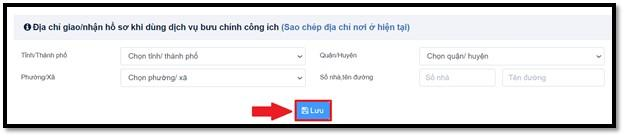 Địa chỉ giao/nhận hồ sơ khi dùng dịch vụ bưu chính công ích (Sao chép địa chỉ nơi ở hiện tại)
Tỉnh/Thành phố Chọn tỉnh/ thành phố Quận/Huyện Chọn quận/ huyện
Phường/Xã Chọn phường/ xã Số nhà,tên đường Số nhà Tên đường
Lưu